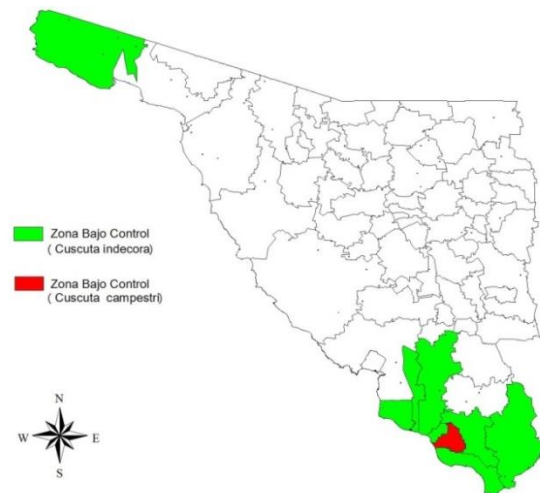 Zona Bajo Control
( Cuscuta indecora)
Zona Bajo Control
( Cuscuta campestri)
N
W E
S